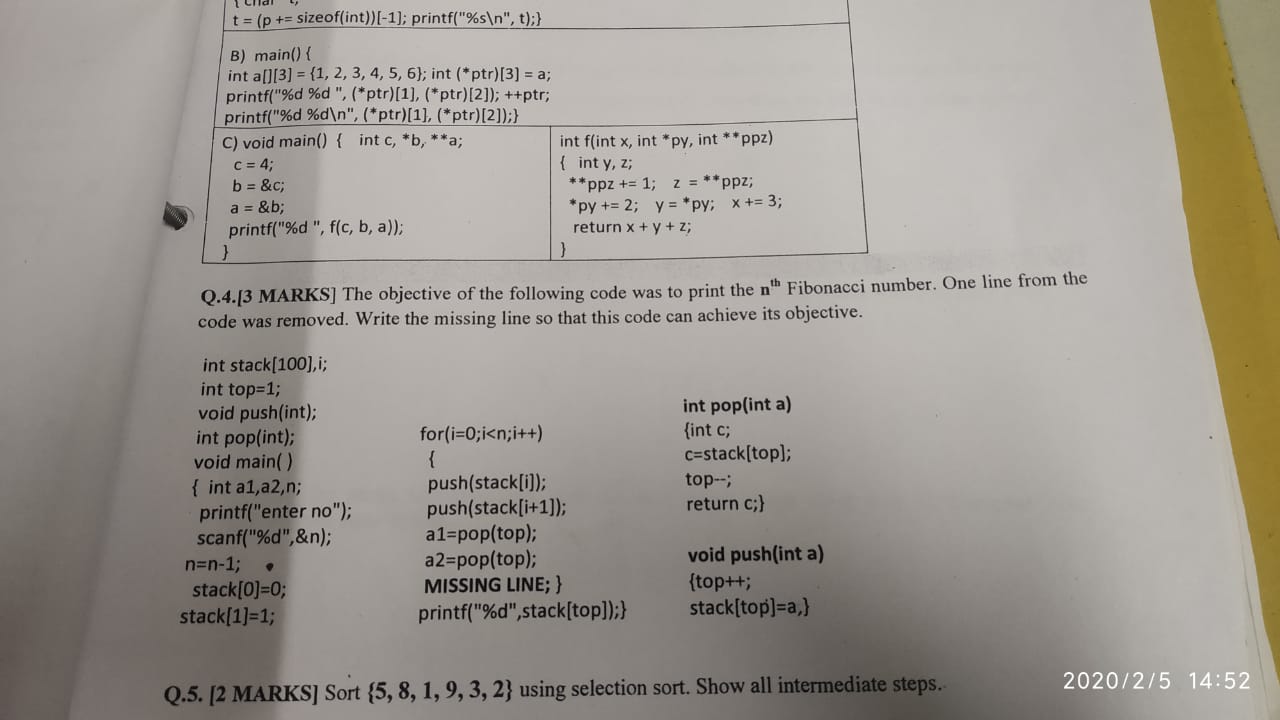 t = (p += sizeof(int))[-1]; printf("%s\n", t);}
B) main() {
int a[][3] = {1, 2, 3, 4, 5, 6}; int (*ptr)[3] = a;
printf("%d %d ", (*ptr)[1], (*ptr)[2]); ++ptr;
printf("%d %d\n", (*ptr)[1], (*ptr)[2]);}
C) void main() { int c, *b, **a;
c = 4;
b = &c;
a = &b;
printf("%d ", f(c, b, a));
}
int f(int x, int *py, int **ppz)
{ int y, z;
**ppz += 1; z = **ppz;
*py += 2; y = *py; x += 3;
return x + y + z;
}
Q.4.[3 MARKS] The objective of the following code was to print the nth Fibonacci number. One line from the
code was removed. Write the missing line so that this code can achieve its objective.
int stack[100],i;
int top=1;
void push(int);
int pop(int);
void main( )
{ int a1,a2,n;
printf("enter no");
scanf("%d",&n);
n=n-1;
stack[0]=0;
stack[1]=1;
for(i=0;i<n;i++)
{
push(stack[i]);
push(stack[i+1]);
a1=pop(top);
a2=pop(top);
MISSING LINE; }
printf("%d",stack[top]);}
int pop(int a)
{int c;
c=stack[top];
top--;
return c;}
void push(int a)
{top++;
stack[top]=a,}
Q.5. [2 MARKS] Sort {5, 8, 1, 9, 3, 2} using selection sort. Show all intermediate steps.
2020/2/5 14:52